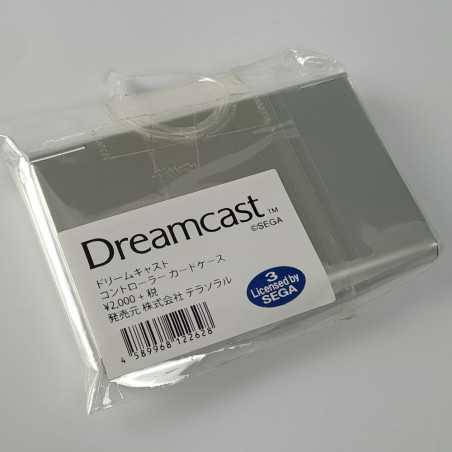 Dreamcast™
©SEGA
ドリームキャスト
コントローラー カードケース
¥2,000 + 税
発売元 株式会社 テラソラル
3
Licensed by
SEGA
4 589968 122628